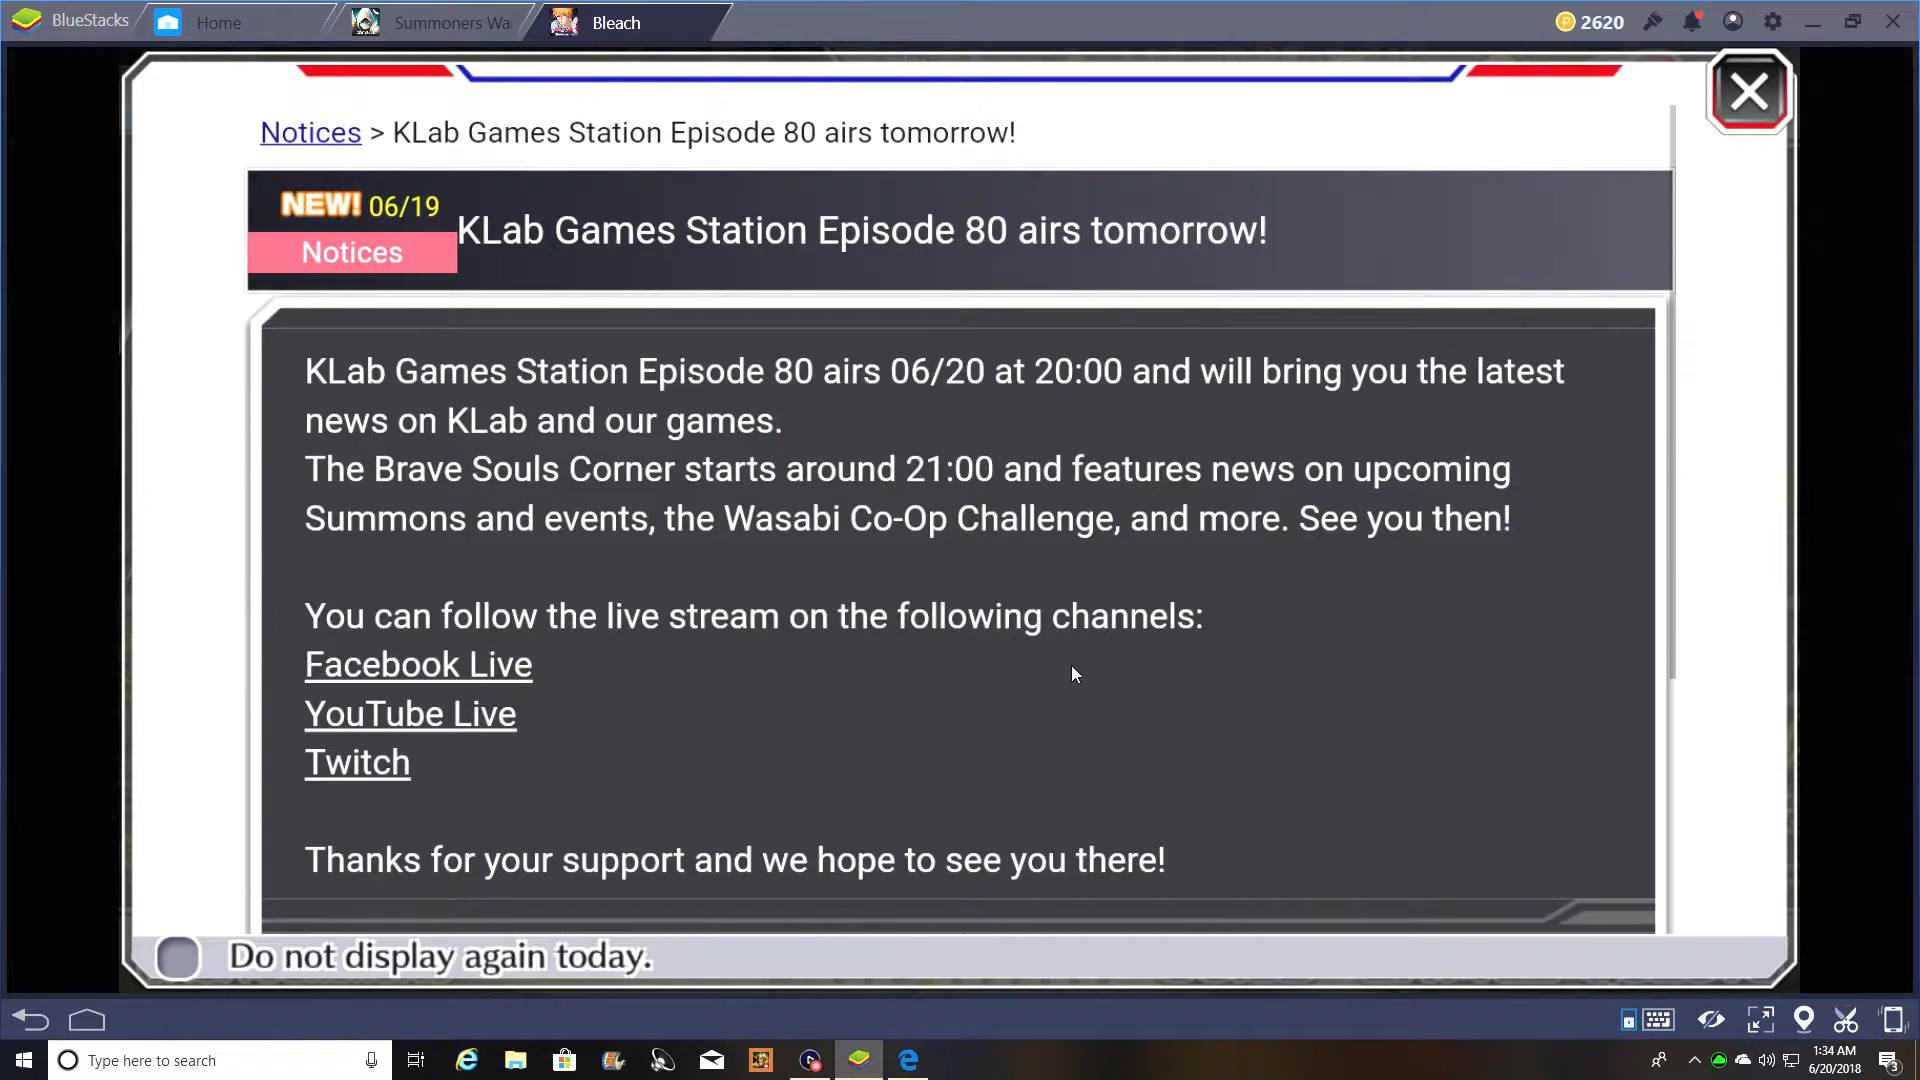 BlueStacks
Home
Summoners Wa
Bleach
2620
Notices > KLab Games Station Episode 80 airs tomorrow!
NEW! 06/19
Notices
KLab Games Station Episode 80 airs tomorrow!
KLab Games Station Episode 80 airs 06/20 at 20:00 and will bring you the latest
news on KLab and our games.
The Brave Souls Corner starts around 21:00 and features news on upcoming
Summons and events, the Wasabi Co-Op Challenge, and more. See you then!
You can follow the live stream on the following channels:
Facebook Live
YouTube Live
Twitch
Thanks for your support and we hope to see you there!
Do not display again today.
Type here to search
1:34 AM
6/20/2018
3